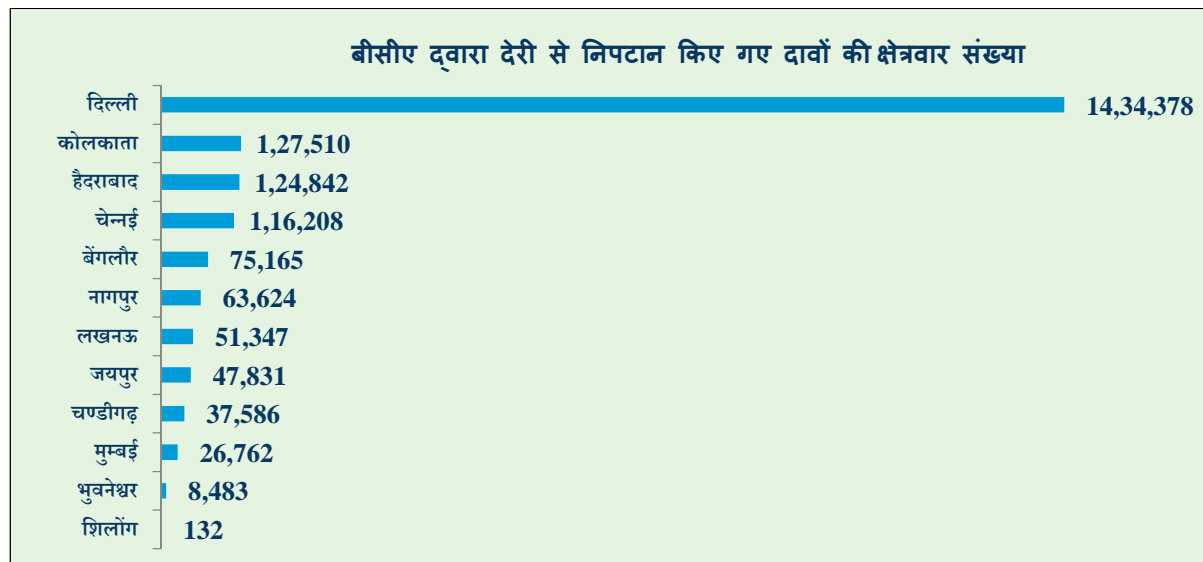 बीसीए द्वारा देरी से निपटान किए गए दावों की क्षेत्रवार संख्या
दिल्ली 14,34,378
कोलकाता 1,27,510
हैदराबाद 1,24,842
चेन्नई 1,16,208
बेंगलौर 75,165
नागपुर 63,624
लखनऊ 51,347
जयपुर 47,831
चण्डीगढ़ 37,586
मुम्बई 26,762
भुवनेश्वर 8,483
शिलोंग 132